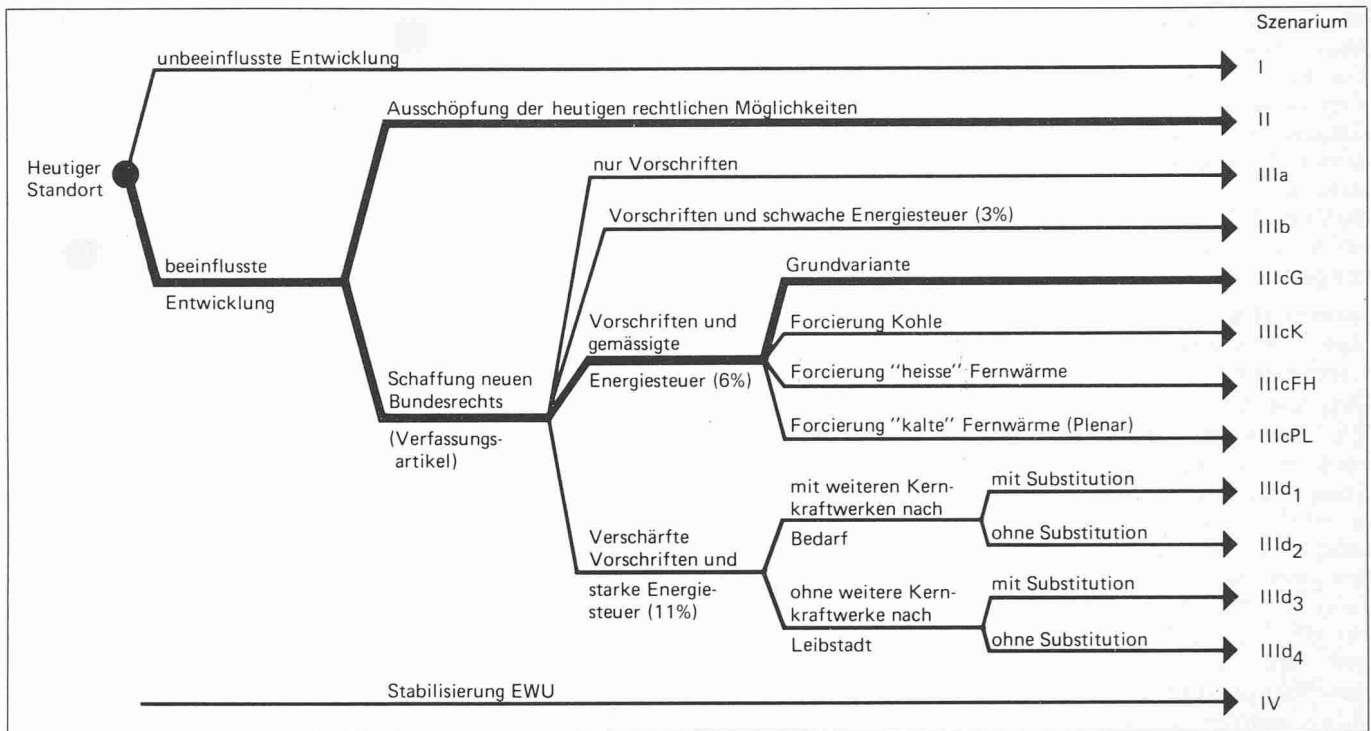 Szenarium
unbeeinflusste Entwicklung
I
Ausschöpfung der heutigen rechtlichen Möglichkeiten
II
Heutiger
Standort
nur Vorschriften
IIIa
Vorschriften und schwache Energiesteuer (3%)
IIIb
beeinflusste
Entwicklung
Grundvariante
IIIcG
Vorschriften und
gemässigte
Energiesteuer (6%)
Forcierung Kohle
IIIcK
Forcierung "heisse" Fernwärme
IIIcFH
Schaffung neuen
Bundesrechts
(Verfassungs-
artikel)
Forcierung "kalte" Fernwärme (Plenar)
IIIcPL
mit weiteren Kern-
kraftwerken nach
Bedarf
mit Substitution
IIId1
ohne Substitution
IIId2
Verschärfte
Vorschriften und
starke Energie-
steuer (11%)
ohne weitere Kern-
kraftwerke nach
Leibstadt
mit Substitution
IIId3
ohne Substitution
IIId4
Stabilisierung EWU
IV